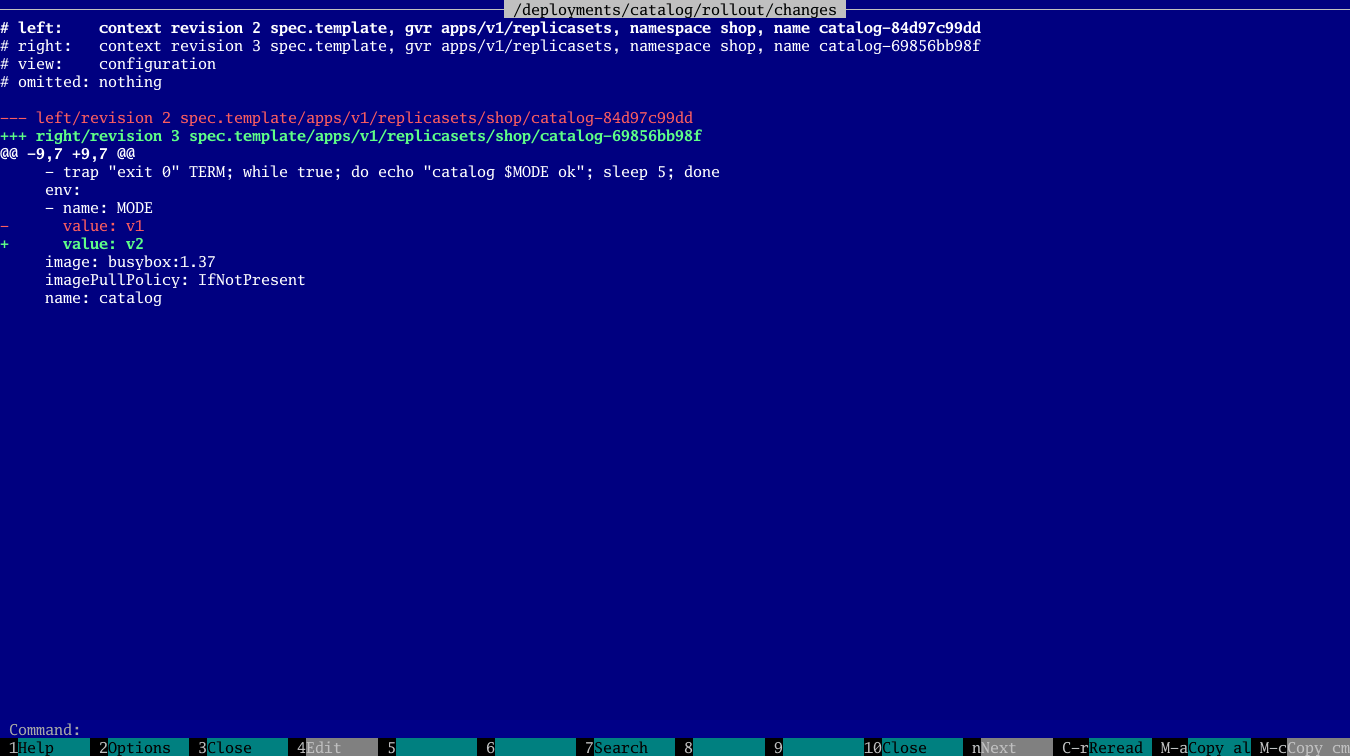 /deployments/catalog/rollout/changes
# left:    context revision 2 spec.template, gvr apps/v1/replicasets, namespace shop, name catalog-84d97c99dd
# right:   context revision 3 spec.template, gvr apps/v1/replicasets, namespace shop, name catalog-69856bb98f
# view:    configuration
# omitted: nothing
--- left/revision 2 spec.template/apps/v1/replicasets/shop/catalog-84d97c99dd
+++ right/revision 3 spec.template/apps/v1/replicasets/shop/catalog-69856bb98f
@@ -9,7 +9,7 @@
     - trap "exit 0" TERM; while true; do echo "catalog $MODE ok"; sleep 5; done
     env:
     - name: MODE
-      value: v1
+      value: v2
     image: busybox:1.37
     imagePullPolicy: IfNotPresent
     name: catalog
Command:
1Help 2Options 3Close 4Edit 5 6 7Search 8 9 10Close nNext C-rReread M-aCopy al M-cCopy cm